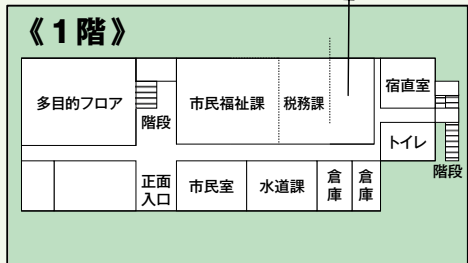 《1階》
多目的フロア
階段
市民福祉課
税務課
宿直室
トイレ
階段
正面
入口
市民室
水道課
倉庫
倉庫